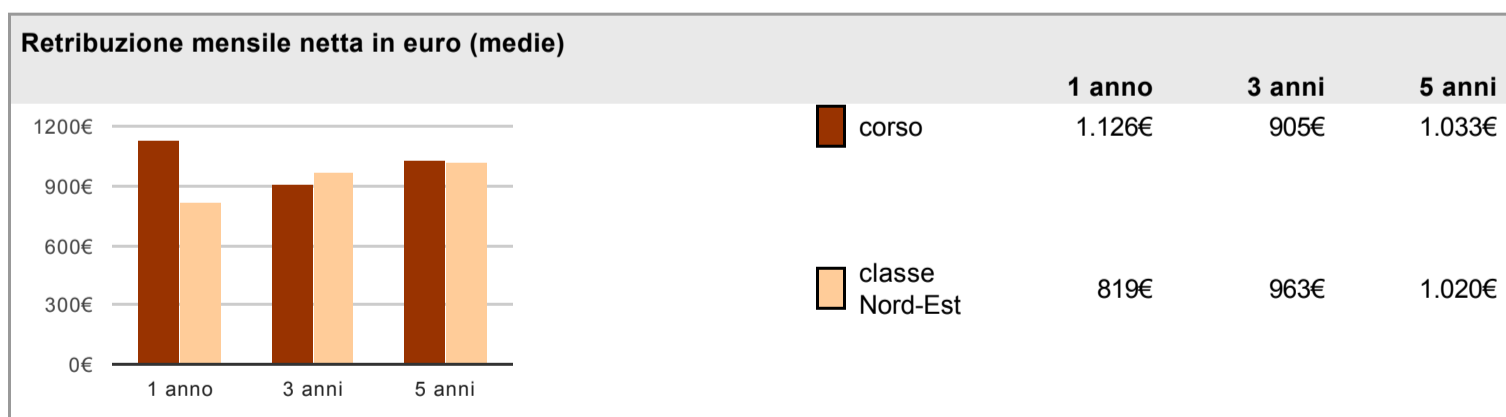 Retribuzione mensile netta in euro (medie)
1 anno 3 anni 5 anni
1200€
900€
600€
300€
0€
1 anno 3 anni 5 anni
corso 1.126€ 905€ 1.033€
classe
Nord-Est 819€ 963€ 1.020€